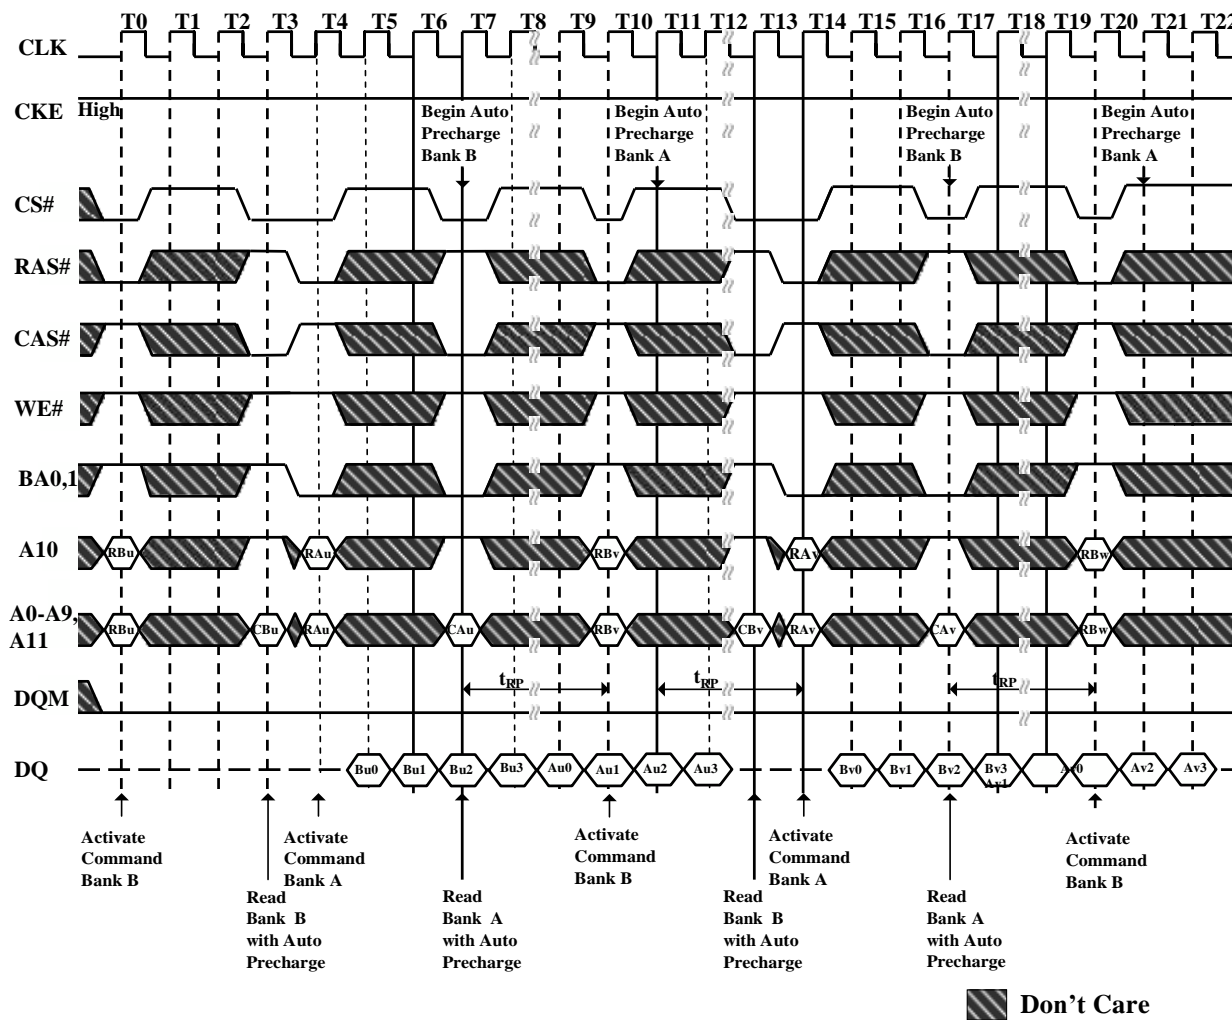 T0 T1 T2 T3 T4 T5 T6 T7 T8 T9 T10 T11 T12 T13 T14 T15 T16 T17 T18 T19 T20 T21 T22
CLK
CKE High
Begin Auto
Precharge
Bank B
Begin Auto
Precharge
Bank A
Begin Auto
Precharge
Bank B
Begin Auto
Precharge
Bank A
CS#
RAS#
CAS#
WE#
BA0,1
A10 RBu RAu RBv RAv RBw
A0-A9,
A11
RBu CBu RAu CAu RBv CBv RAv CAv RBw
tRP tRP tRP
DQM
DQ Bu0 Bu1 Bu2 Bu3 Au0 Au1 Au2 Au3 Bv0 Bv1 Bv2 Bv3 Av0 Av2 Av3
Av1
Activate
Command
Bank B
Activate
Command
Bank A
Activate
Command
Bank B
Activate
Command
Bank A
Activate
Command
Bank B
Read
Bank B
with Auto
Precharge
Read
Bank A
with Auto
Precharge
Read
Bank B
with Auto
Precharge
Read
Bank A
with Auto
Precharge
Don't Care